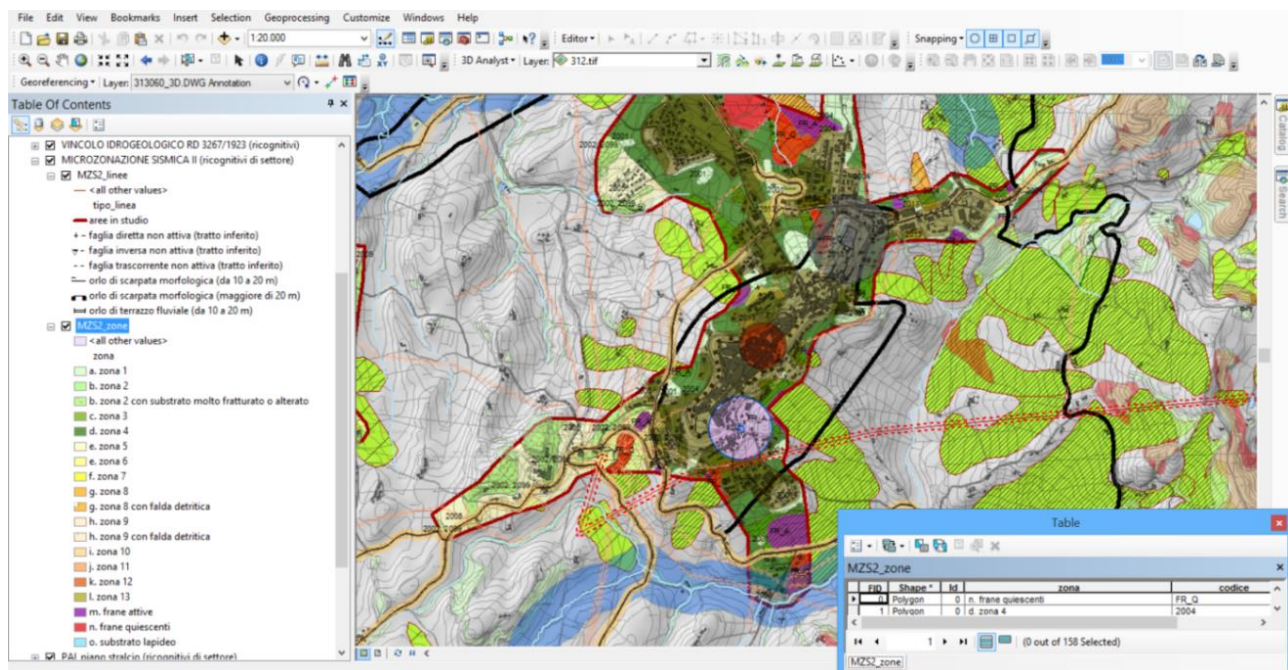 File Edit View Bookmarks Insert Selection Geoprocessing Customize Windows Help
1:20.000 Editor Snapping
3D Analyst Layer: 312.tif
Georeferencing Layer: 313060_3D.DWG Annotation
Table Of Contents
VINCOLO IDROGEOLOGICO RD 3267/1923 (ricognitivi)
MICROZONAZIONE SISMICA II (ricognitivi di settore)
MZS2_linee
<all other values>
tipo_linea
aree in studio
faglia diretta non attiva (tratto inferito)
faglia inversa non attiva (tratto inferito)
faglia trascorrente non attiva (tratto inferito)
orlo di scarpata morfologica (da 10 a 20 m)
orlo di scarpata morfologica (maggiore di 20 m)
orlo di terrazzo fluviale (da 10 a 20 m)
MZS2_zone
<all other values>
zona
a. zona 1
b. zona 2
b. zona 2 con substrato molto fratturato o alterato
c. zona 3
d. zona 4
e. zona 5
e. zona 6
f. zona 7
g. zona 8
g. zona 8 con falda detritica
h. zona 9
h. zona 9 con falda detritica
i. zona 10
j. zona 11
k. zona 12
l. zona 13
m. frane attive
n. frane quiescenti
o. substrato lapideo
PAI piano stralcio (ricognitivi di settore)
Catalog
Search
FR_Q
FR_A
2001
Table
MZS2_zone
FID Shape * Id zona codice
0 Polygon 0 n. frane quiescenti FR_Q
1 Polygon 0 d. zona 4 2004
1 (0 out of 158 Selected)
MZS2_zone